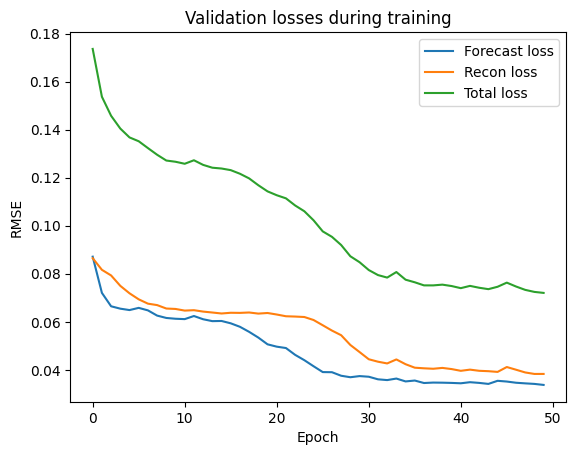 Validation losses during training
0.18
0.16
0.14
0.12
0.10
0.08
0.06
0.04
RMSE
Forecast loss
Recon loss
Total loss
0
10
20
30
40
50
Epoch